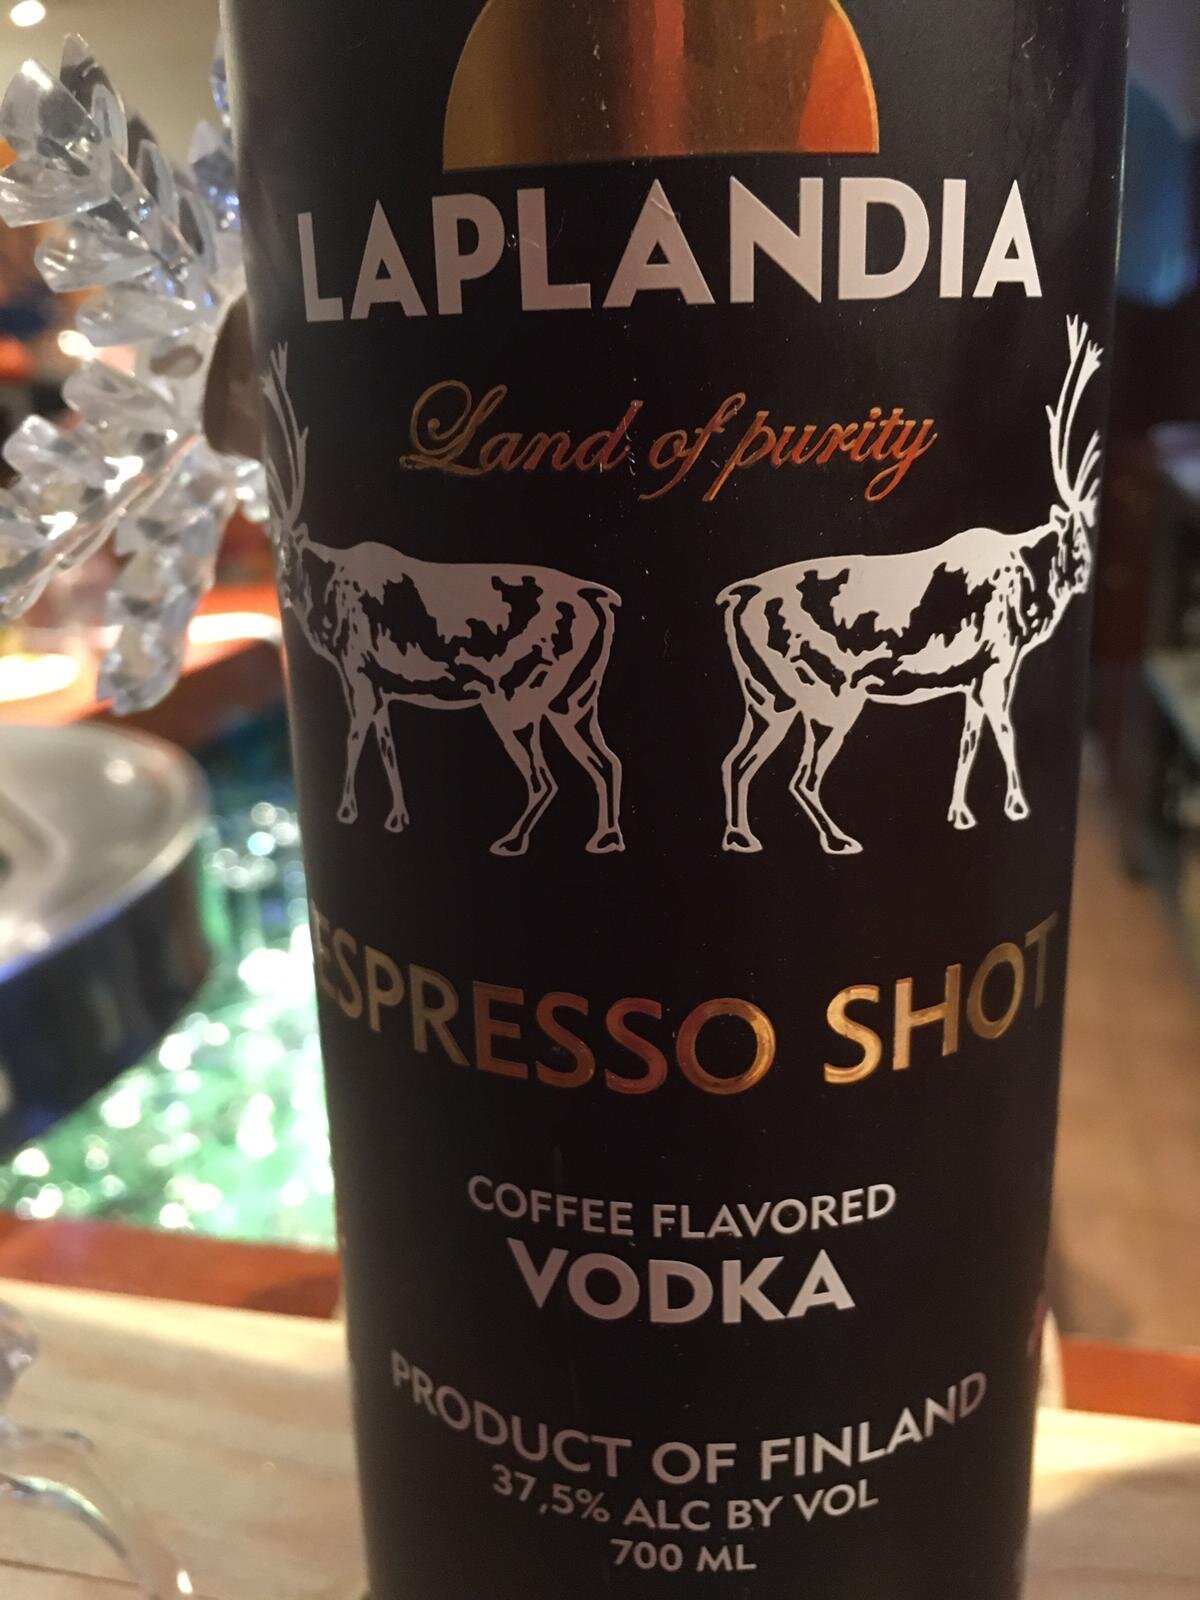 LAPLANDIA
Land of purity
ESPRESSO SHOT
COFFEE FLAVORED
VODKA
PRODUCT OF FINLAND
37,5% ALC BY VOL
700 ML